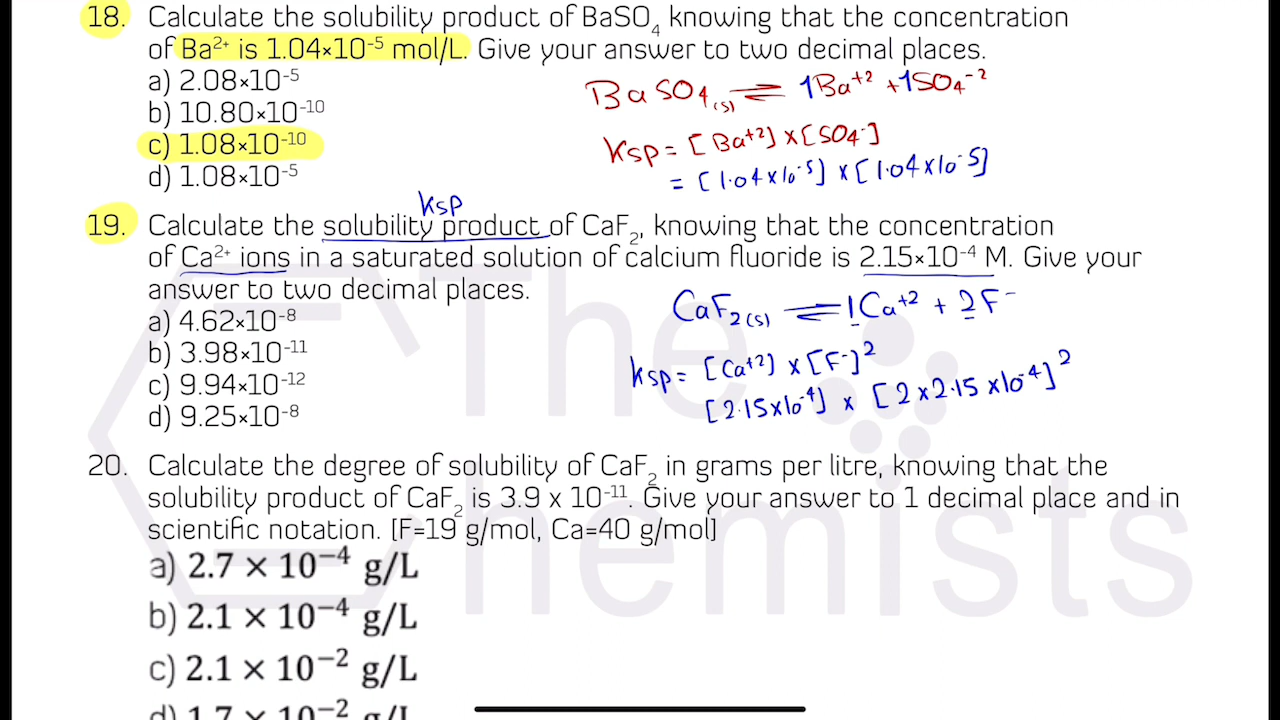 18. Calculate the solubility product of BaSO₄ knowing that the concentration
of Ba²⁺ is 1.04×10⁻⁵ mol/L. Give your answer to two decimal places.
a) 2.08×10⁻⁵
b) 10.80×10⁻¹⁰
c) 1.08×10⁻¹⁰
d) 1.08×10⁻⁵
BaSO₄₍ₛ₎ ⇌ 1Ba⁺² + 1SO₄⁻²
ksp = [Ba⁺²] × [SO₄⁻]
= [1.04×10⁻⁵] × [1.04×10⁻⁵]
ksp
19. Calculate the solubility product of CaF₂, knowing that the concentration
of Ca²⁺ ions in a saturated solution of calcium fluoride is 2.15×10⁻⁴ M. Give your
answer to two decimal places.
a) 4.62×10⁻⁸
b) 3.98×10⁻¹¹
c) 9.94×10⁻¹²
d) 9.25×10⁻⁸
CaF₂₍ₛ₎ ⇌ 1Ca⁺² + 2F⁻
ksp = [Ca⁺²] × [F⁻]²
[2.15×10⁻⁴] × [2×2.15×10⁻⁴]²
20. Calculate the degree of solubility of CaF₂ in grams per litre, knowing that the
solubility product of CaF₂ is 3.9 x 10⁻¹¹. Give your answer to 1 decimal place and in
scientific notation. [F=19 g/mol, Ca=40 g/mol]
a) 2.7 × 10⁻⁴ g/L
b) 2.1 × 10⁻⁴ g/L
c) 2.1 × 10⁻² g/L
d) 1.7 × 10⁻² g/L
The
Chemists